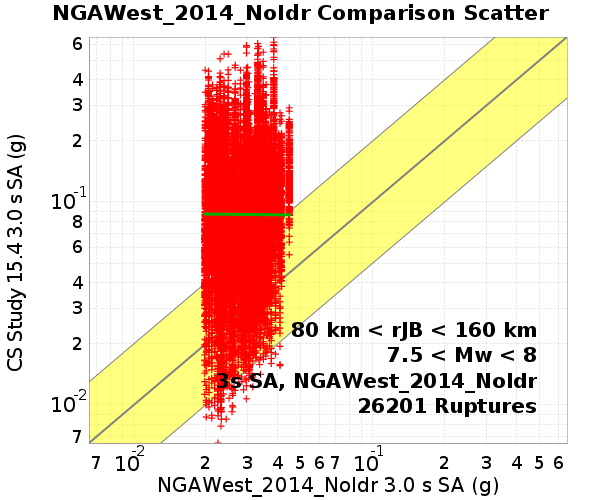 NGAWest_2014_NoIdr Comparison Scatter
CS Study 15.4 3.0 s SA (g)
6
4
3
2
10-1
8
6
4
3
2
10-2
7
80 km < rJB < 160 km
7.5 < Mw < 8
3s SA, NGAWest_2014_NoIdr
26201 Ruptures
7 10-2 2 3 4 5 6 7 10-1 2 3 4 5 6
NGAWest_2014_NoIdr 3.0 s SA (g)